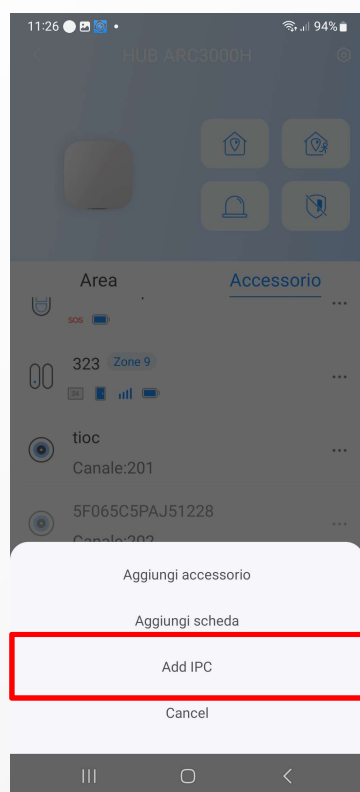 11:26
94%
HUB ARC3000H
Area Accessorio
SOS
323 Zone 9
24
tioc
Canale:201
5F065C5PAJ51228
Canale:202
Aggiungi accessorio
Aggiungi scheda
Add IPC
Cancel